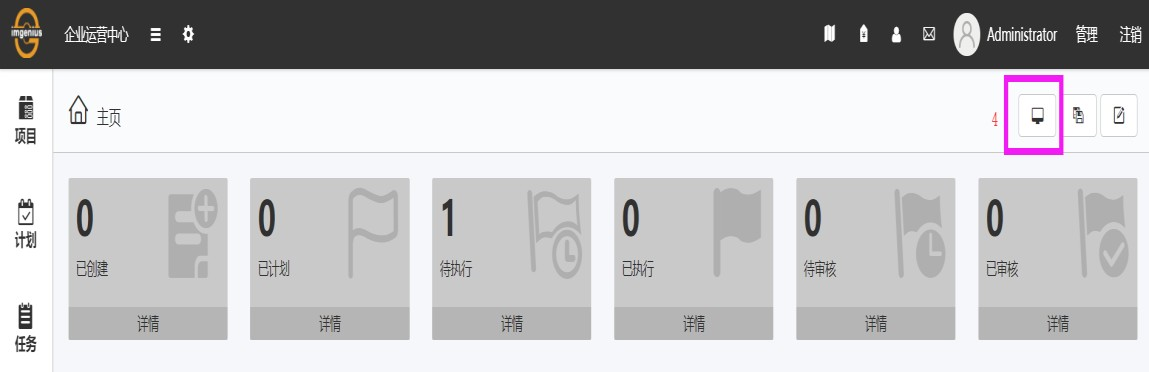 imgenius
企业运营中心
Administrator
管理
注销
项目
计划
任务
主页
4
0
已创建
详情
0
已计划
详情
1
待执行
详情
0
已执行
详情
0
待审核
详情
0
已审核
详情